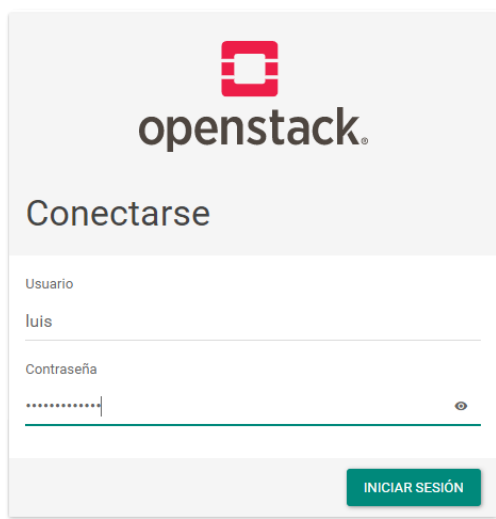 openstack.
Conectarse
Usuario
luis
Contraseña
•••••••••••••
INICIAR SESIÓN